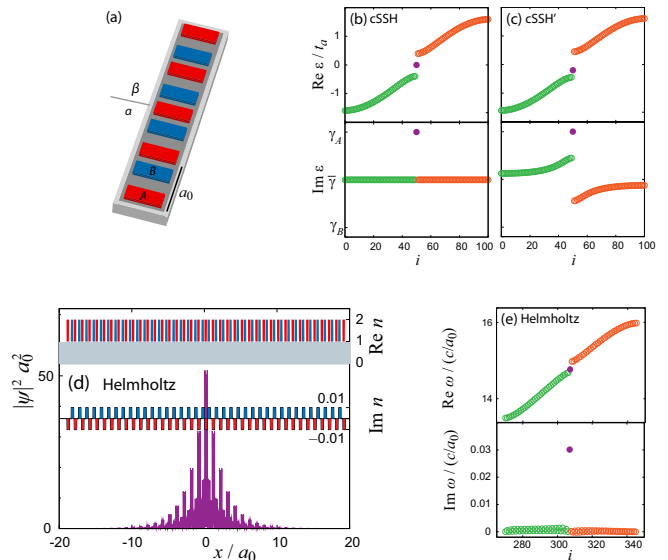 (a)
β
α
B
A
a₀
(b) cSSH
(c) cSSH'
Re ε / tₐ
1
0
-1
Im ε
γ_A
γ̄
γ_B
0 20 40 60 80 100
0 20 40 60 80 100
i
i
2
1
0
Re n
|ψ|² a₀²
50
0
(d) Helmholtz
0.01
−0.01
Im n
-20 -10 0 10 20
x / a₀
(e) Helmholtz
Re ω / (c/a₀)
16
14
Im ω / (c/a₀)
0.03
0.02
0.01
0
280 300 320 340
i